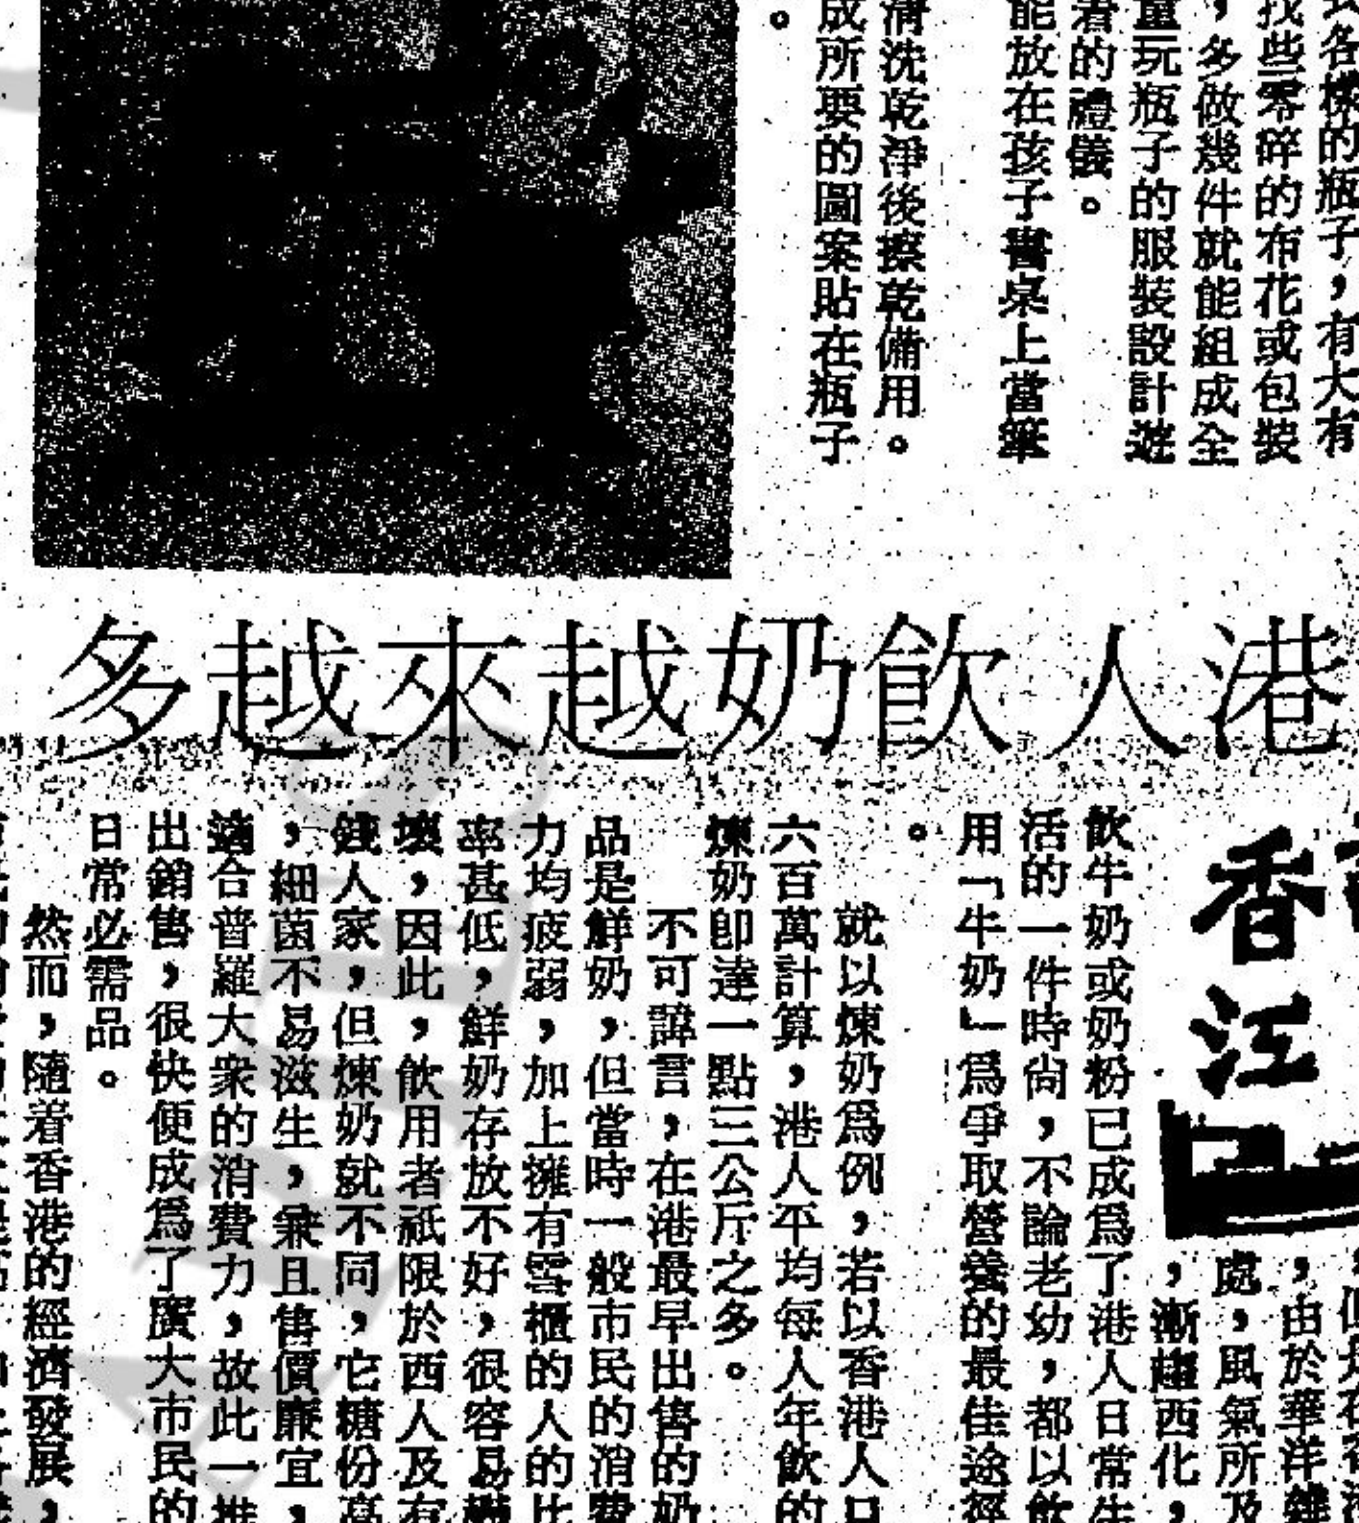 各樣的瓶子，有大有
找些零碎的布花或包裝
，多做幾件就能組成全
童玩瓶子的服裝設計遊
着的禮儀。
能放在孩子書桌上當筆
清洗乾淨後擦乾備用。
成所要的圖案貼在瓶子
。
港人飲奶越來越多
香江
，由於華洋雜
處，風氣所及
，漸趨西化，
飲牛奶或奶粉已成爲了港人日常生
活的一件時尙，不論老幼，都以飲
用「牛奶」爲爭取營養的最佳途徑
。
就以煉奶爲例，若以香港人口
六百萬計算，港人平均每人年飲的
煉奶卽達一點三公斤之多。
不可諱言，在港最早出售的奶
品是鮮奶，但當時一般市民的消費
力均疲弱，加上擁有雪櫃的人的比
率甚低，鮮奶存放不好，很容易變
壞，因此，飲用者祇限於西人及有
錢人家，但煉奶就不同，它糖份高
，細菌不易滋生，兼且售價廉宜，
適合普羅大衆的消費力，故此一推
出銷售，很快便成爲了廣大市民的
日常必需品。
然而，隨着香港的經濟發展，